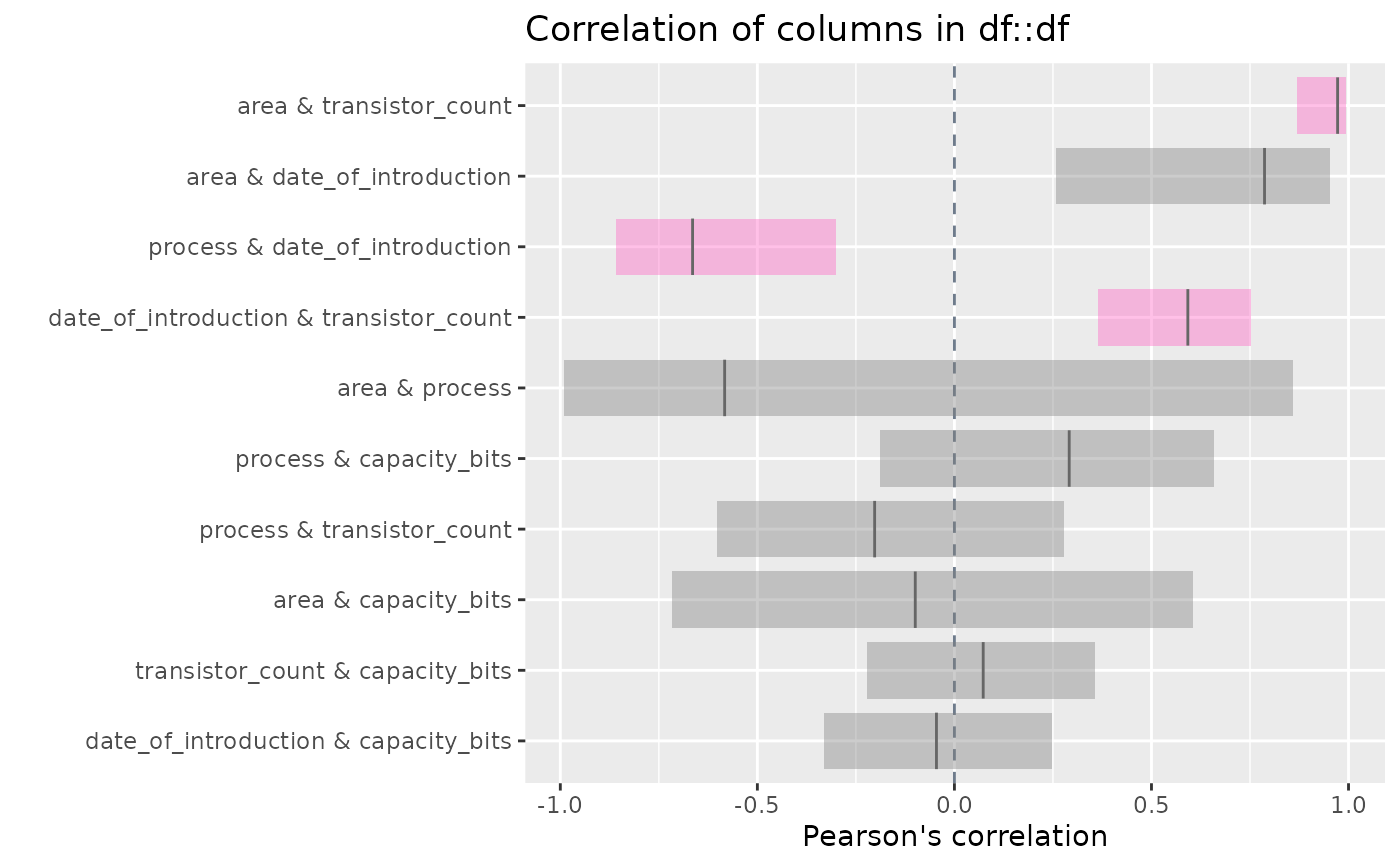 Correlation of columns in df::df
area & transistor_count
area & date_of_introduction
process & date_of_introduction
date_of_introduction & transistor_count
area & process
process & capacity_bits
process & transistor_count
area & capacity_bits
transistor_count & capacity_bits
date_of_introduction & capacity_bits
-1.0 -0.5 0.0 0.5 1.0
Pearson's correlation